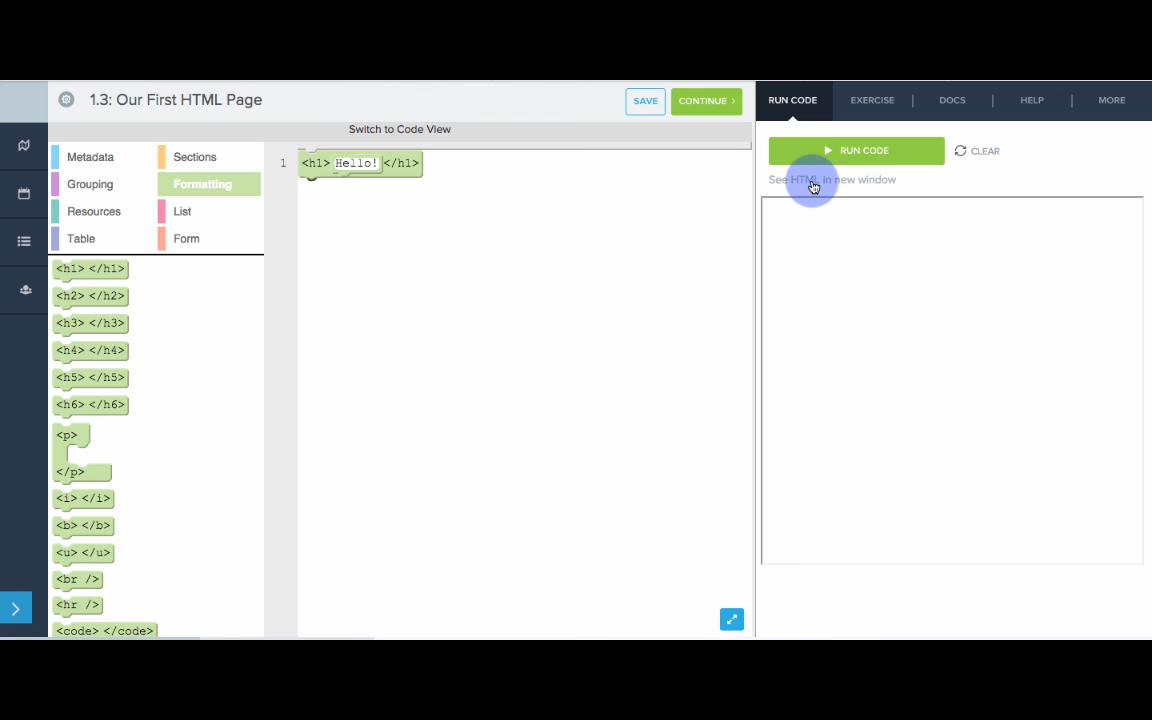 1.3: Our First HTML Page
SAVE
CONTINUE ›
RUN CODE
EXERCISE
DOCS
HELP
MORE
Switch to Code View
Metadata
Sections
Grouping
Formatting
Resources
List
Table
Form
<h1> </h1>
<h2> </h2>
<h3> </h3>
<h4> </h4>
<h5> </h5>
<h6> </h6>
<p>
</p>
<i> </i>
<b> </b>
<u> </u>
<br />
<hr />
<code> </code>
1 <h1> Hello! </h1>
RUN CODE
CLEAR
See HTML in new window